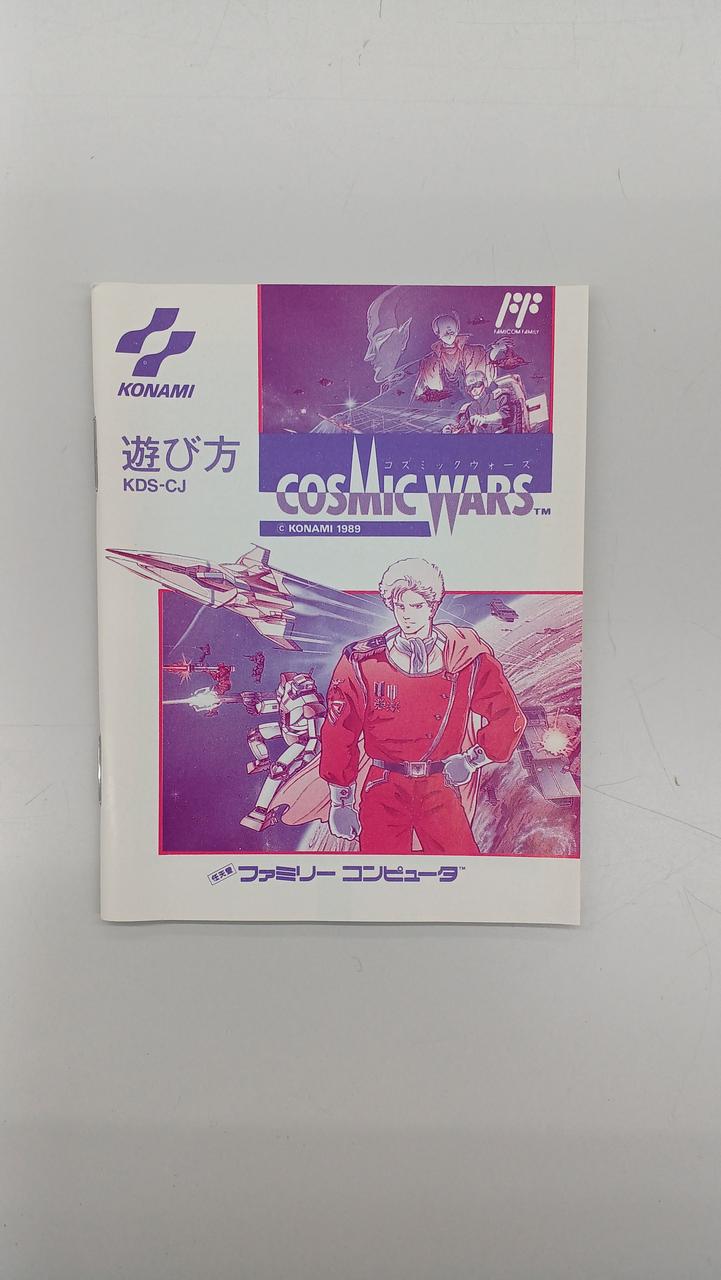 KONAMI
FAMICOM FAMILY
遊び方
KDS-CJ
コズミックウォーズ
COSMIC WARS™
© KONAMI 1989
任天堂 ファミリー コンピュータ™